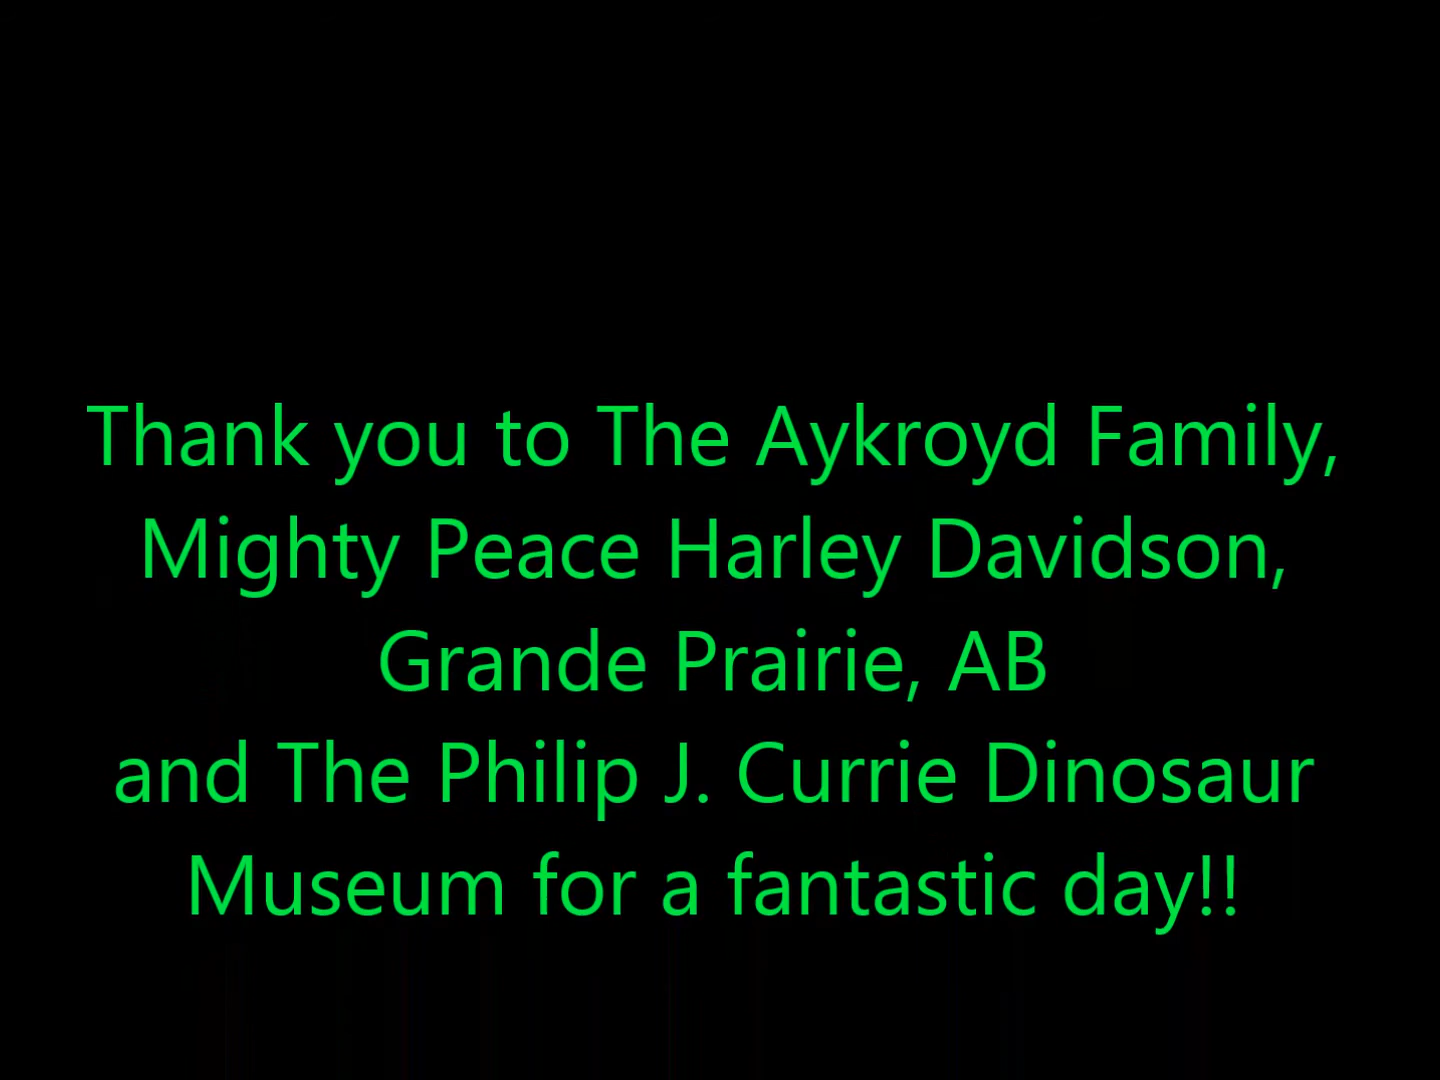 Thank you to The Aykroyd Family,
Mighty Peace Harley Davidson,
Grande Prairie, AB
and The Philip J. Currie Dinosaur
Museum for a fantastic day!!